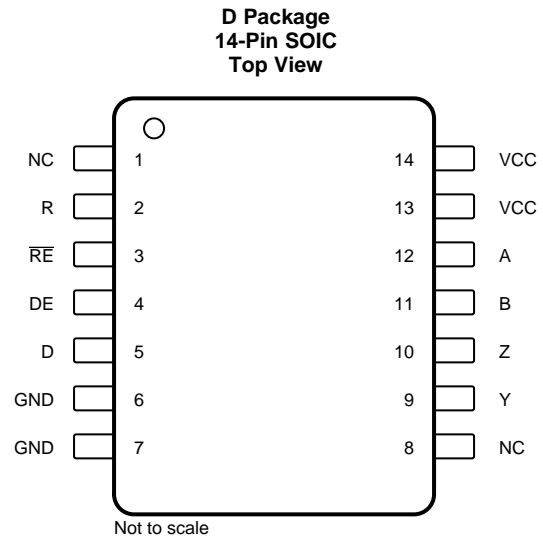 D Package
14-Pin SOIC
Top View
NC 1 14 VCC
R 2 13 VCC
R̅E̅ 3 12 A
DE 4 11 B
D 5 10 Z
GND 6 9 Y
GND 7 8 NC
Not to scale